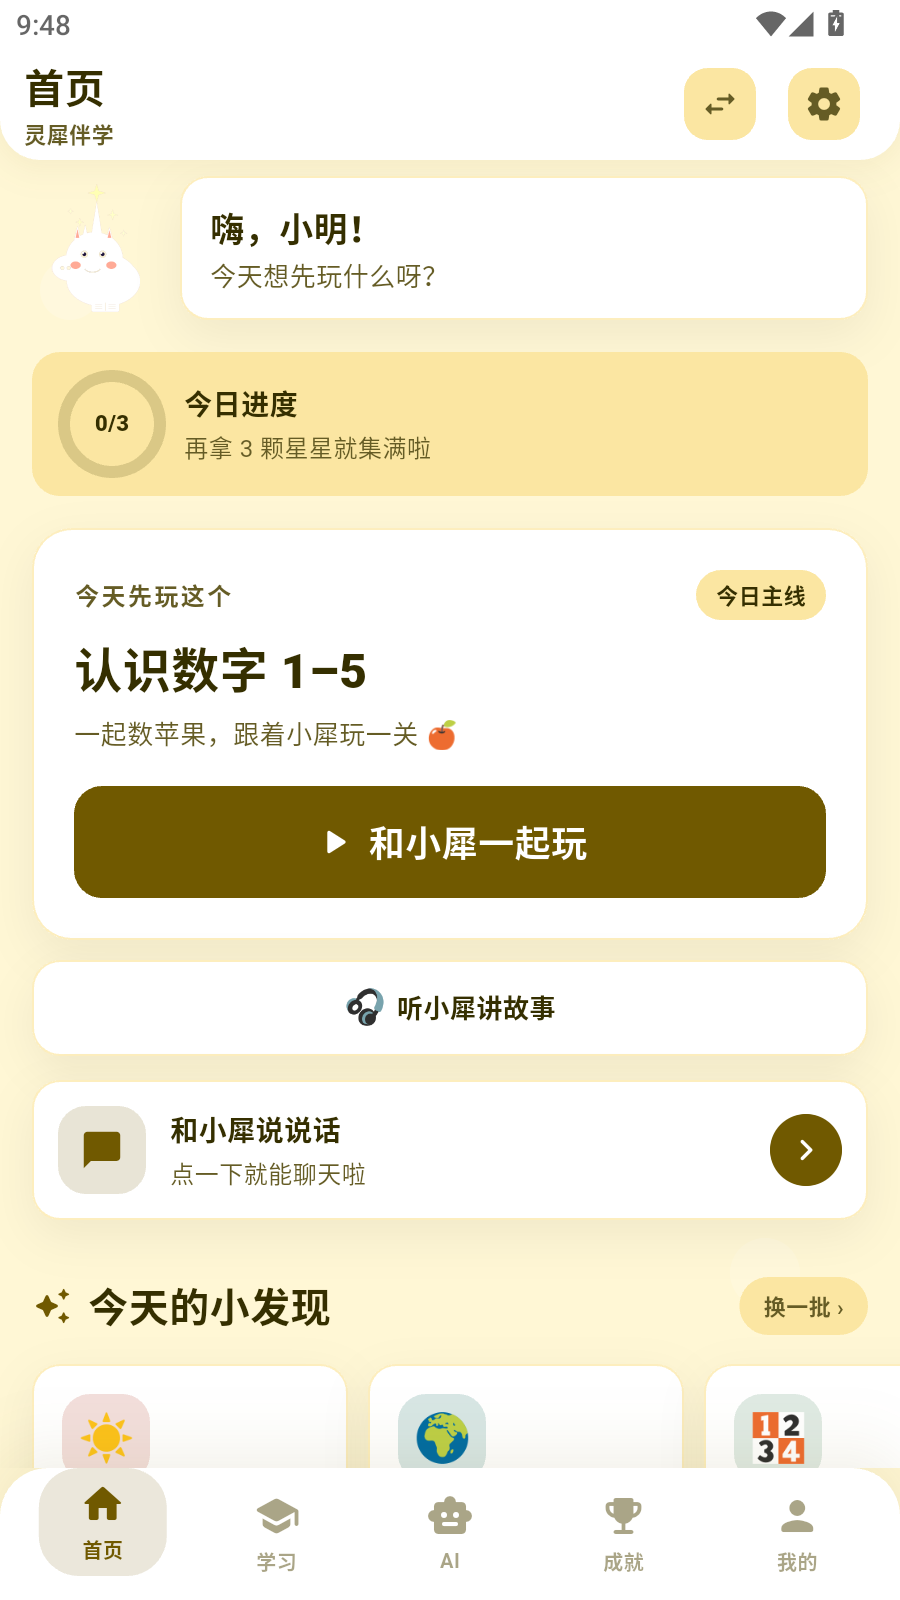 9:48
首页
灵犀伴学
嗨，小明！
今天想先玩什么呀？
0/3
今日进度
再拿 3 颗星星就集满啦
今天先玩这个
今日主线
认识数字 1–5
一起数苹果，跟着小犀玩一关
和小犀一起玩
听小犀讲故事
和小犀说说话
点一下就能聊天啦
今天的小发现
换一批 ›
1 2
3 4
首页
学习
AI
成就
我的